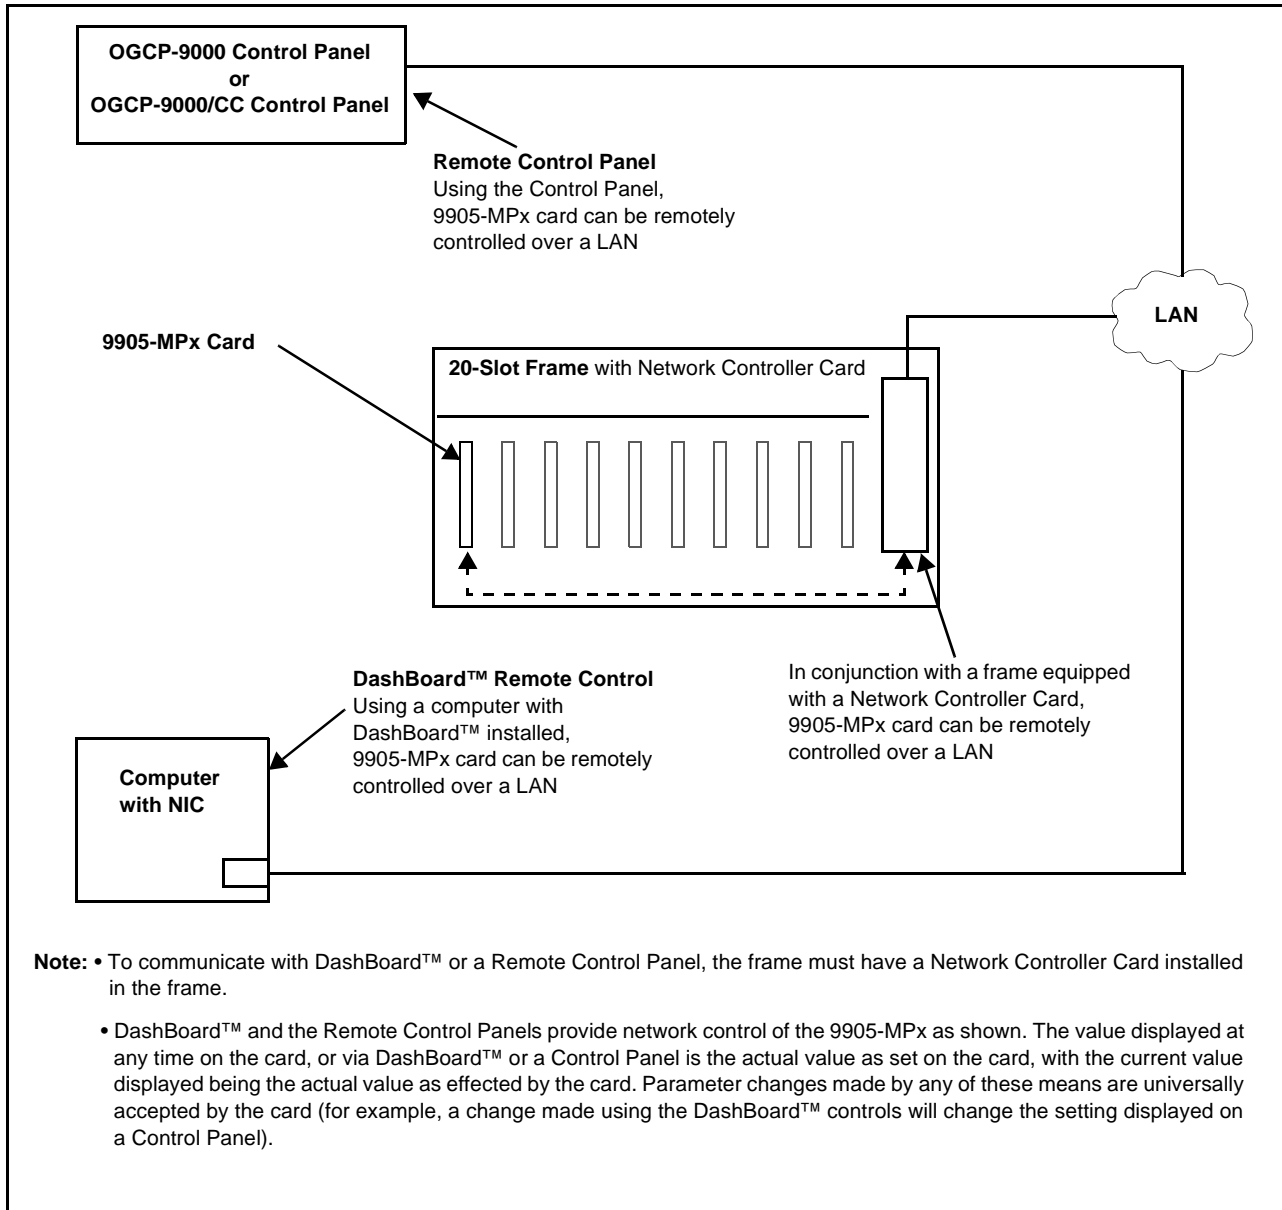 OGCP-9000 Control Panel
or
OGCP-9000/CC Control Panel
Remote Control Panel
Using the Control Panel,
9905-MPx card can be remotely
controlled over a LAN
LAN
9905-MPx Card
20-Slot Frame with Network Controller Card
DashBoard™ Remote Control
Using a computer with
DashBoard™ installed,
9905-MPx card can be remotely
controlled over a LAN
In conjunction with a frame equipped
with a Network Controller Card,
9905-MPx card can be remotely
controlled over a LAN
Computer
with NIC
Note: • To communicate with DashBoard™ or a Remote Control Panel, the frame must have a Network Controller Card installed
in the frame.
• DashBoard™ and the Remote Control Panels provide network control of the 9905-MPx as shown. The value displayed at
any time on the card, or via DashBoard™ or a Control Panel is the actual value as set on the card, with the current value
displayed being the actual value as effected by the card. Parameter changes made by any of these means are universally
accepted by the card (for example, a change made using the DashBoard™ controls will change the setting displayed on
a Control Panel).